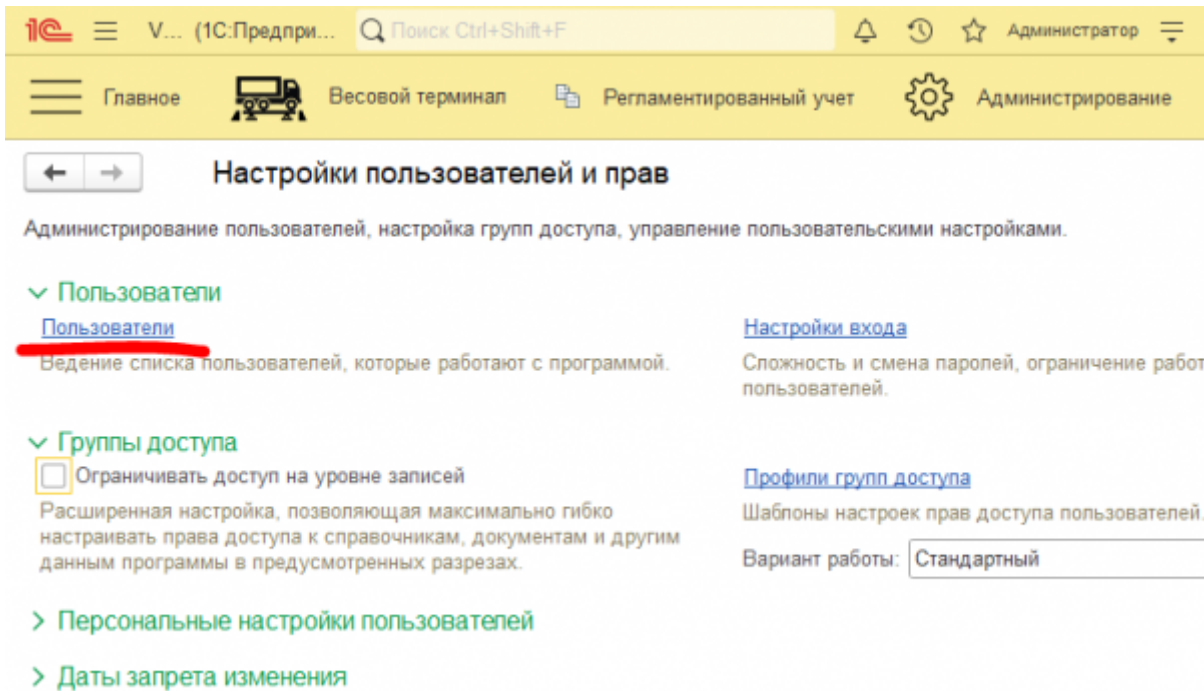 1С V... (1С:Предпри... Поиск Ctrl+Shift+F Администратор
Главное Весовой терминал Регламентированный учет Администрирование
Настройки пользователей и прав
Администрирование пользователей, настройка групп доступа, управление пользовательскими настройками.
Пользователи
Пользователи Настройки входа
Ведение списка пользователей, которые работают с программой. Сложность и смена паролей, ограничение работ
пользователей.
Группы доступа
Ограничивать доступ на уровне записей Профили групп доступа
Расширенная настройка, позволяющая максимально гибко Шаблоны настроек прав доступа пользователей.
настраивать права доступа к справочникам, документам и другим
данным программы в предусмотренных разрезах. Вариант работы: Стандартный
Персональные настройки пользователей
Даты запрета изменения